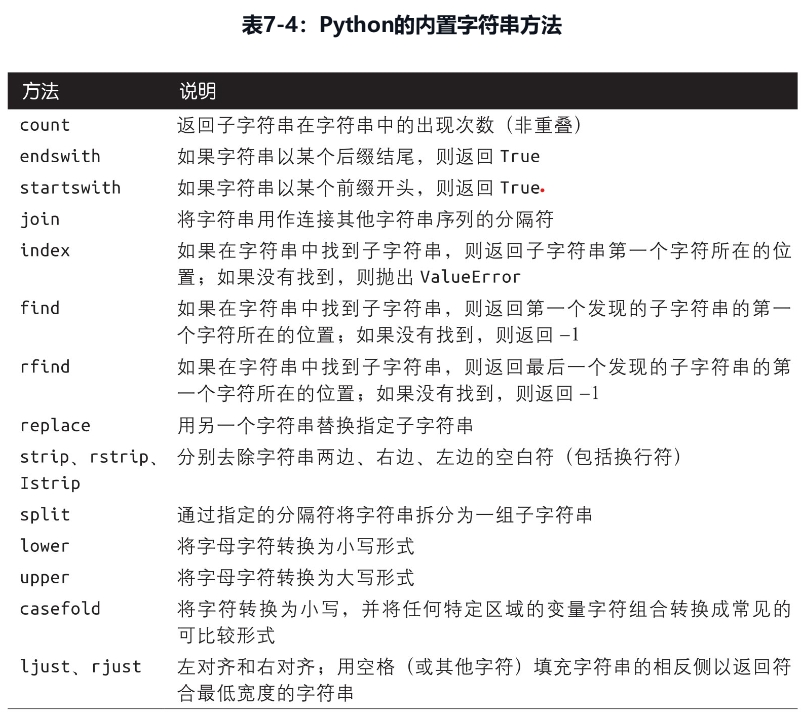 表7-4：Python的内置字符串方法
方法 说明
count 返回子字符串在字符串中的出现次数（非重叠）
endswith 如果字符串以某个后缀结尾，则返回 True
startswith 如果字符串以某个前缀开头，则返回 True
join 将字符串用作连接其他字符串序列的分隔符
index 如果在字符串中找到子字符串，则返回子字符串第一个字符所在的位
置；如果没有找到，则抛出 ValueError
find 如果在字符串中找到子字符串，则返回第一个发现的子字符串的第一
个字符所在的位置；如果没有找到，则返回 –1
rfind 如果在字符串中找到子字符串，则返回最后一个发现的子字符串的第
一个字符所在的位置；如果没有找到，则返回 –1
replace 用另一个字符串替换指定子字符串
strip、rstrip、 分别去除字符串两边、右边、左边的空白符（包括换行符）
Istrip
split 通过指定的分隔符将字符串拆分为一组子字符串
lower 将字母字符转换为小写形式
upper 将字母字符转换为大写形式
casefold 将字符转换为小写，并将任何特定区域的变量字符组合转换成常见的
可比较形式
ljust、rjust 左对齐和右对齐；用空格（或其他字符）填充字符串的相反侧以返回符
合最低宽度的字符串